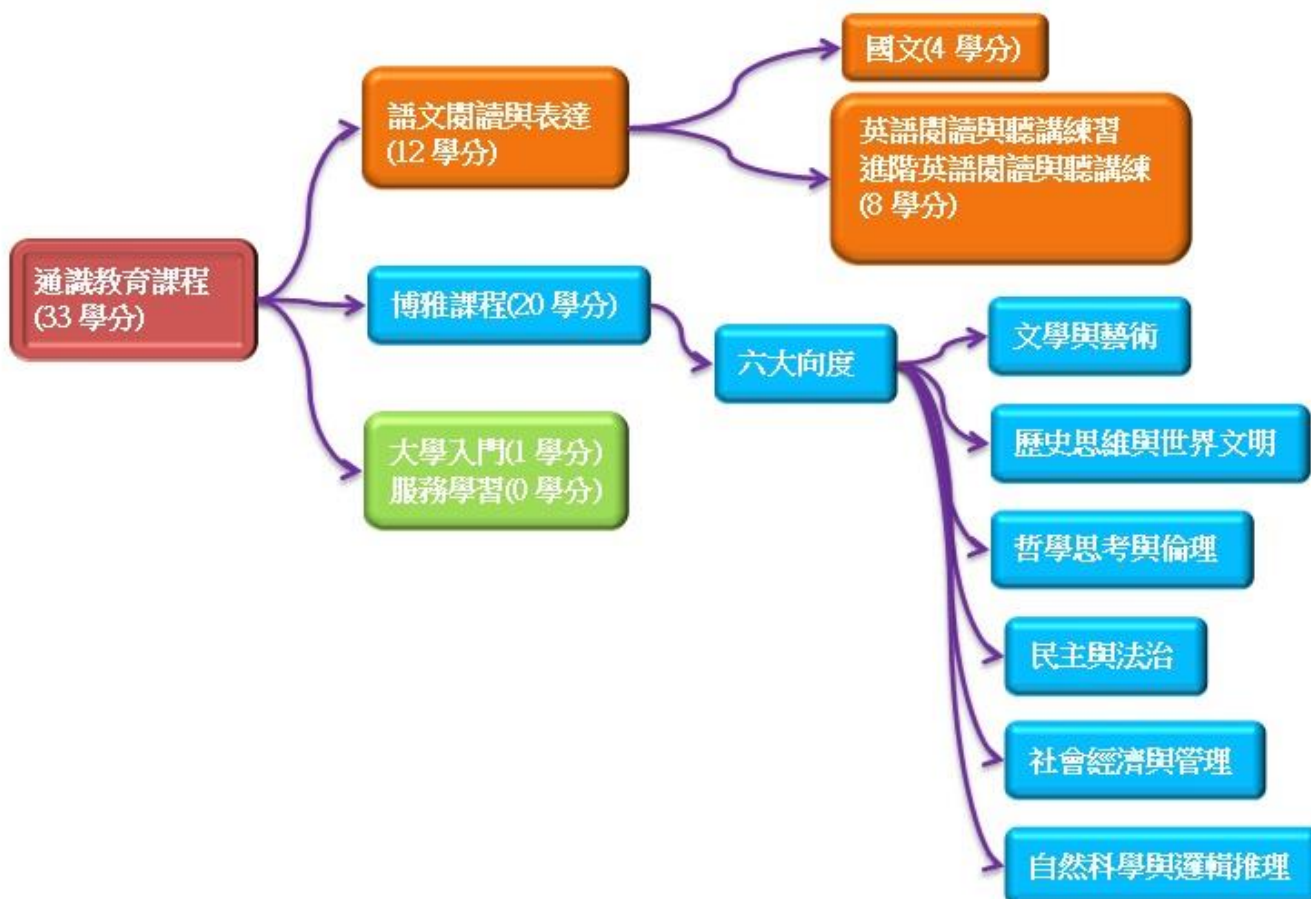 通識教育課程
(33 學分)
語文閱讀與表達
(12 學分)
國文(4 學分)
英語閱讀與聽講練習
進階英語閱讀與聽講練
(8 學分)
博雅課程(20 學分)
六大向度
文學與藝術
歷史思維與世界文明
哲學思考與倫理
民主與法治
社會經濟與管理
自然科學與邏輯推理
大學入門(1 學分)
服務學習(0 學分)